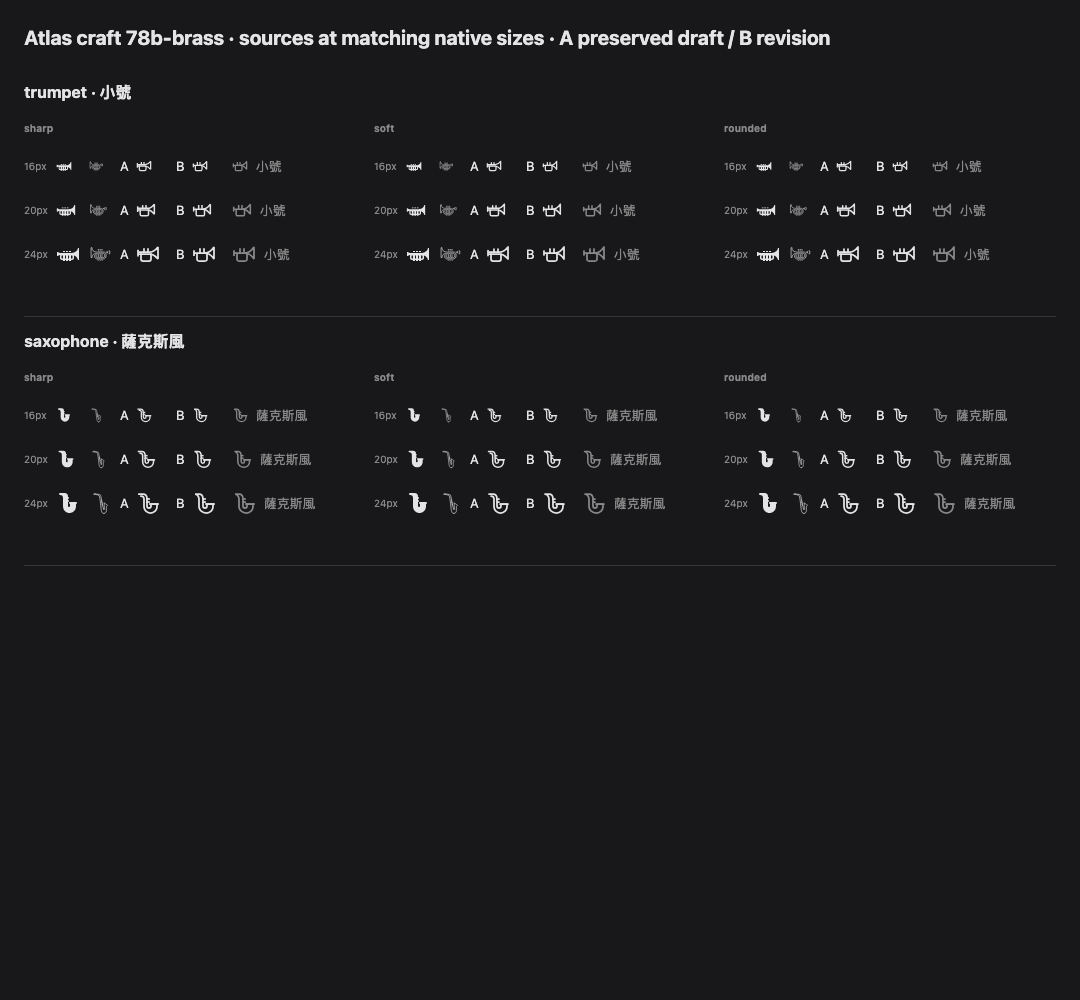 Atlas craft 78b-brass · sources at matching native sizes · A preserved draft / B revision
trumpet · 小號
sharp soft rounded
16px A B 小號 16px A B 小號 16px A B 小號
20px A B 小號 20px A B 小號 20px A B 小號
24px A B 小號 24px A B 小號 24px A B 小號
saxophone · 薩克斯風
sharp soft rounded
16px A B 薩克斯風 16px A B 薩克斯風 16px A B 薩克斯風
20px A B 薩克斯風 20px A B 薩克斯風 20px A B 薩克斯風
24px A B 薩克斯風 24px A B 薩克斯風 24px A B 薩克斯風